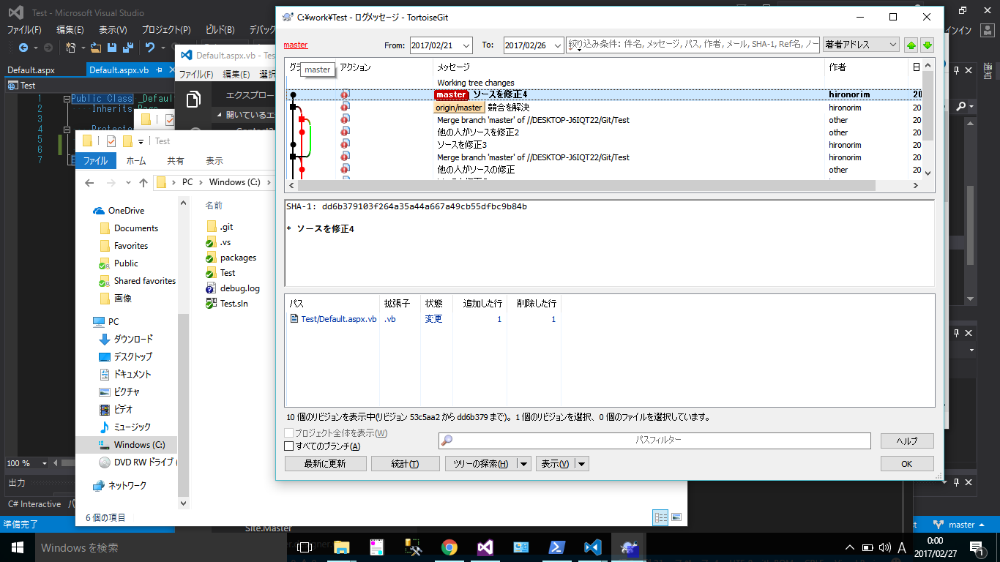 Test - Microsoft Visual Studio
ファイル(F) 編集(E) 表示(V) プロジェクト(P) ビルド(B) デバッグ
Default.aspx Default.aspx.vb
Test
1 Public Class _Default
2 Inherits Page
3
4 Protecte
5
6
7
100 %
出力
C# Interactive
準備完了
インイン
通知
master
Default.aspx.vb - Tes
ファイル(F) 編集(E) 選択
エクスプロー
開いているエ
Site.Master
Test
ファイル ホーム 共有 表示
PC Windows (C:)
OneDrive
Documents
Favorites
Public
Shared favorites
画像
PC
ダウンロード
デスクトップ
ドキュメント
ピクチャ
ビデオ
ミュージック
Windows (C:)
DVD RW ドライブ (
ネットワーク
名前
.git
.vs
packages
Test
debug.log
Test.sln
6 個の項目
C:¥work¥Test - ログメッセージ - TortoiseGit
master From: 2017/02/21 To: 2017/02/26 絞り込み条件: 件名, メッセージ, パス, 作者, メール, SHA-1, Ref名, ノー 著者アドレス
master
アクション メッセージ 作者 日
Working tree changes
master ソースを修正4 hironorim 20
origin/master 競合を解決 hironorim 20
Merge branch 'master' of //DESKTOP-J6IQT22/Git/Test other 20
他の人がソースを修正2 other 20
ソースを修正3 hironorim 20
Merge branch 'master' of //DESKTOP-J6IQT22/Git/Test hironorim 20
他の人がソースの修正 other 20
SHA-1: dd6b379103f264a35a44a667a49cb55dfbc9b84b
* ソースを修正4
パス 拡張子 状態 追加した行 削除した行
Test/Default.aspx.vb .vb 変更 1 1
10 個のリビジョンを表示中(リビジョン 53c5aa2 から dd6b379 まで)。1 個のリビジョンを選択、0 個のファイルを選択しています。
プロジェクト全体を表示(W)
すべてのブランチ(A)
パスフィルター
ヘルプ
最新に更新 統計(T) ツリーの探索(H) 表示(V) OK
Windows を検索
A
0:00
2017/02/27
1